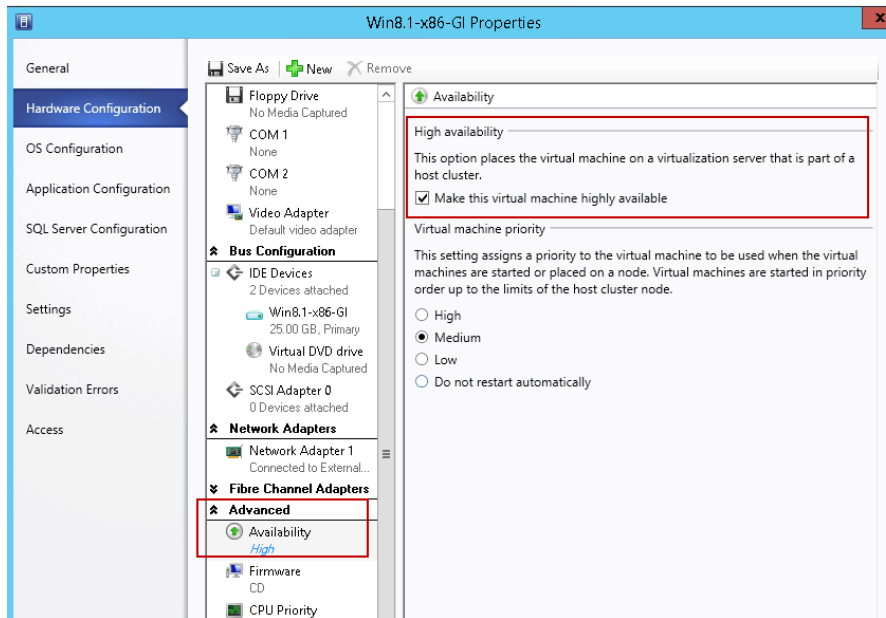 Win8.1-x86-GI Properties
x
General
Hardware Configuration
OS Configuration
Application Configuration
SQL Server Configuration
Custom Properties
Settings
Dependencies
Validation Errors
Access
Save As
New
Remove
Floppy Drive
No Media Captured
COM 1
None
COM 2
None
Video Adapter
Default video adapter
Bus Configuration
IDE Devices
2 Devices attached
Win8.1-x86-GI
25.00 GB, Primary
Virtual DVD drive
No Media Captured
SCSI Adapter 0
0 Devices attached
Network Adapters
Network Adapter 1
Connected to External...
Fibre Channel Adapters
Advanced
Availability
High
Firmware
CD
CPU Priority
Availability
High availability
This option places the virtual machine on a virtualization server that is part of a
host cluster.
Make this virtual machine highly available
Virtual machine priority
This setting assigns a priority to the virtual machine to be used when the virtual
machines are started or placed on a node. Virtual machines are started in priority
order up to the limits of the host cluster node.
High
Medium
Low
Do not restart automatically